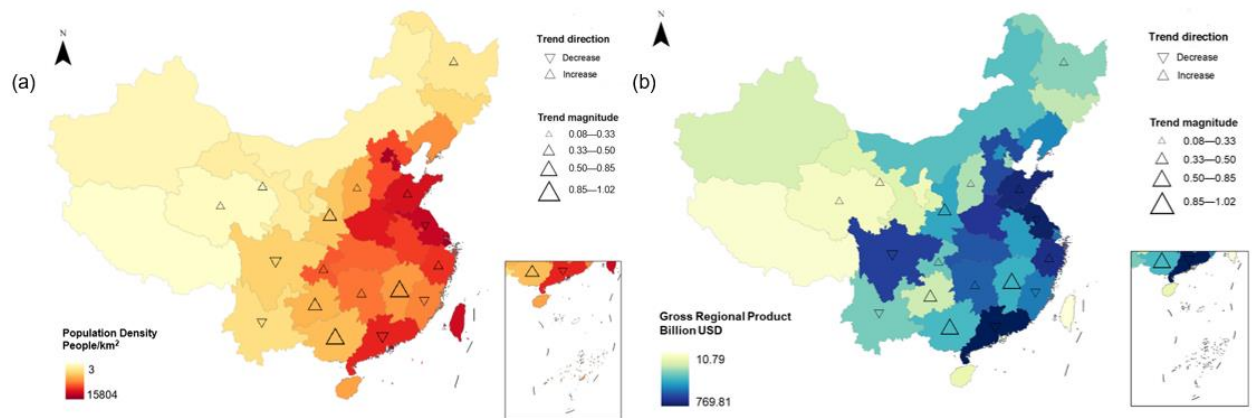 (a)
N
Trend direction
Decrease
Increase
Trend magnitude
0.08—0.33
0.33—0.50
0.50—0.85
0.85—1.02
Population Density
People/km²
3
15804
(b)
N
Trend direction
Decrease
Increase
Trend magnitude
0.08—0.33
0.33—0.50
0.50—0.85
0.85—1.02
Gross Regional Product
Billion USD
10.79
769.81